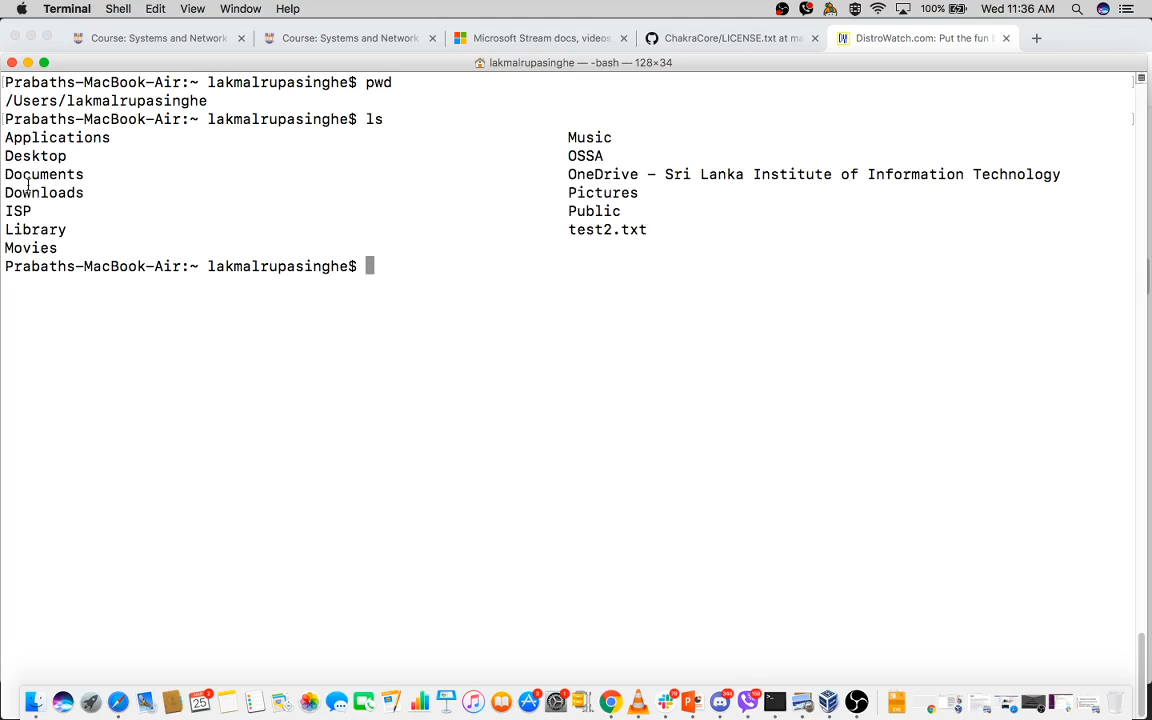 Terminal Shell Edit View Window Help 100% Wed 11:36 AM
Course: Systems and Network Course: Systems and Network Microsoft Stream docs, videos, ChakraCore/LICENSE.txt at ma DistroWatch.com: Put the fun
lakmalrupasinghe — -bash — 128×34
Prabaths-MacBook-Air:~ lakmalrupasinghe$ pwd
/Users/lakmalrupasinghe
Prabaths-MacBook-Air:~ lakmalrupasinghe$ ls
Applications Music
Desktop OSSA
Documents OneDrive - Sri Lanka Institute of Information Technology
Downloads Pictures
ISP Public
Library test2.txt
Movies
Prabaths-MacBook-Air:~ lakmalrupasinghe$
25